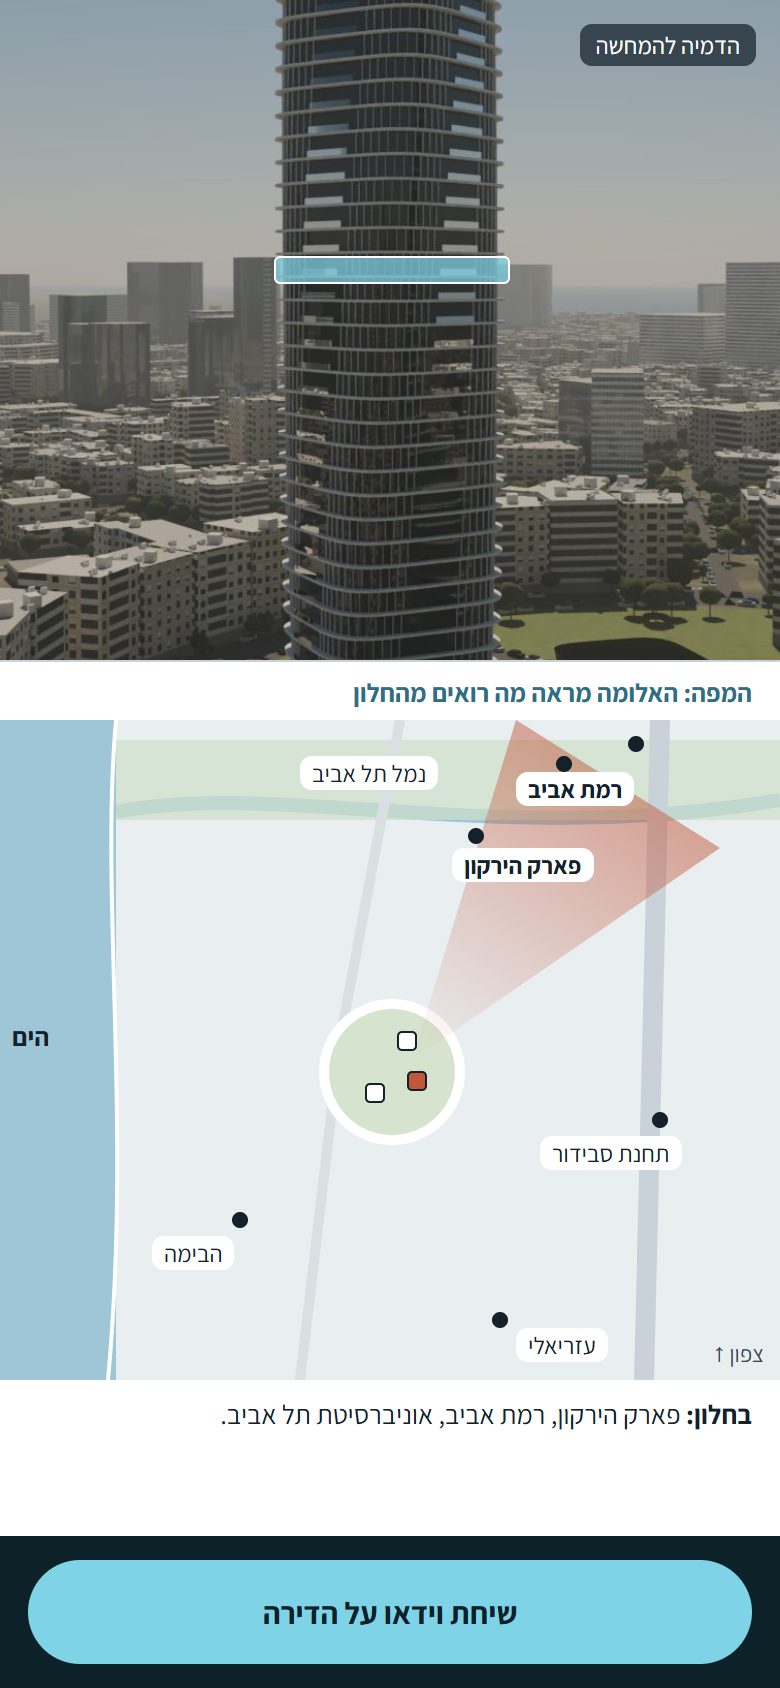 הדמיה להמחשה
המפה: האלומה מראה מה רואים מהחלון
נמל תל אביב
רמת אביב
פארק הירקון
הים
תחנת סבידור
הבימה
עזריאלי
צפון ↑
בחלון: פארק הירקון, רמת אביב, אוניברסיטת תל אביב.
שיחת וידאו על הדירה